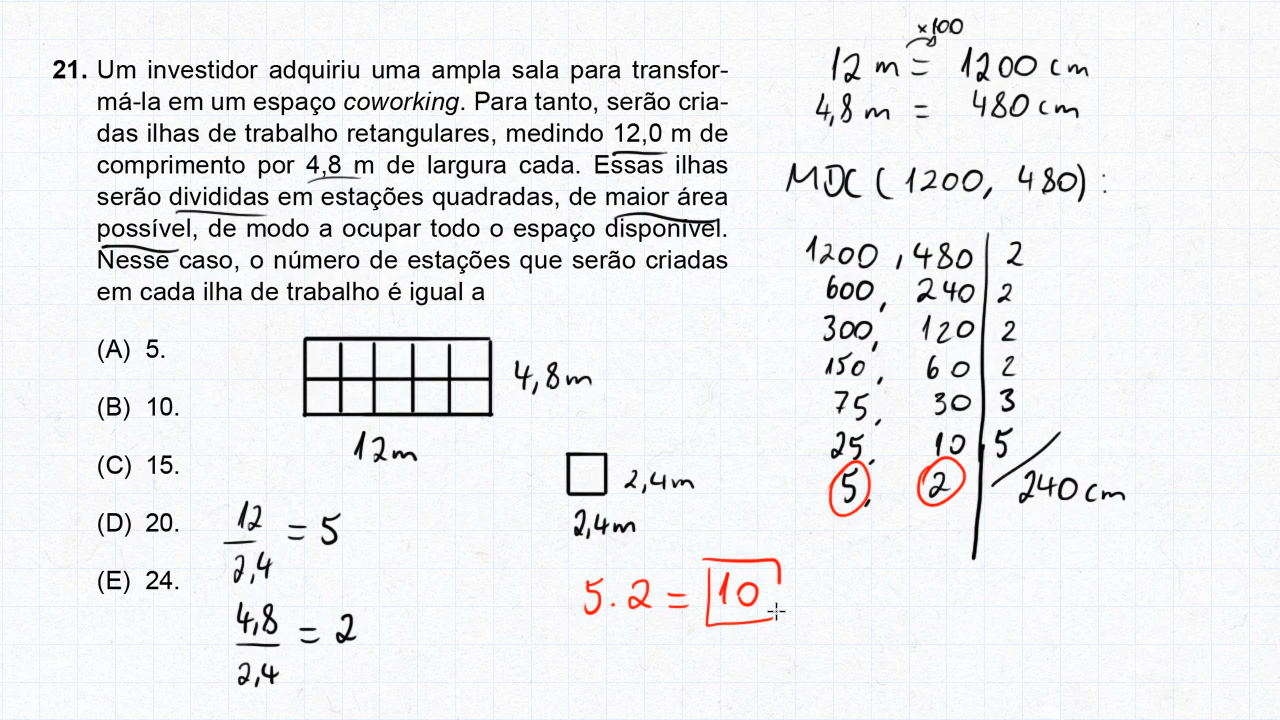 21. Um investidor adquiriu uma ampla sala para transfor-
má-la em um espaço coworking. Para tanto, serão cria-
das ilhas de trabalho retangulares, medindo 12,0 m de
comprimento por 4,8 m de largura cada. Essas ilhas
serão divididas em estações quadradas, de maior área
possível, de modo a ocupar todo o espaço disponível.
Nesse caso, o número de estações que serão criadas
em cada ilha de trabalho é igual a
(A) 5.
(B) 10.
(C) 15.
(D) 20.
(E) 24.
4,8m
12m
2,4m
2,4m
12/2,4 = 5
4,8/2,4 = 2
5.2 = 10
x100
12 m = 1200 cm
4,8 m = 480 cm
MDC (1200, 480):
1200, 480 | 2
600, 240 | 2
300, 120 | 2
150, 60 | 2
75, 30 | 3
25, 10 | 5
5, 2 | 240 cm